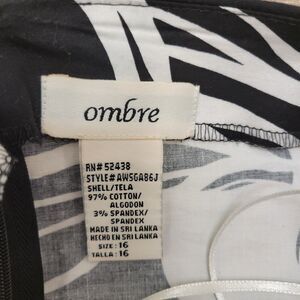 ombre
RN# 52438
STYLE# AWSGA86J
SHELL/TELA
97% COTTON/
ALGODON
3% SPANDEX/
SPANDEX
MADE IN SRI LANKA
HECHO EN SRI LANKA
SIZE: 16
TALLA: 16